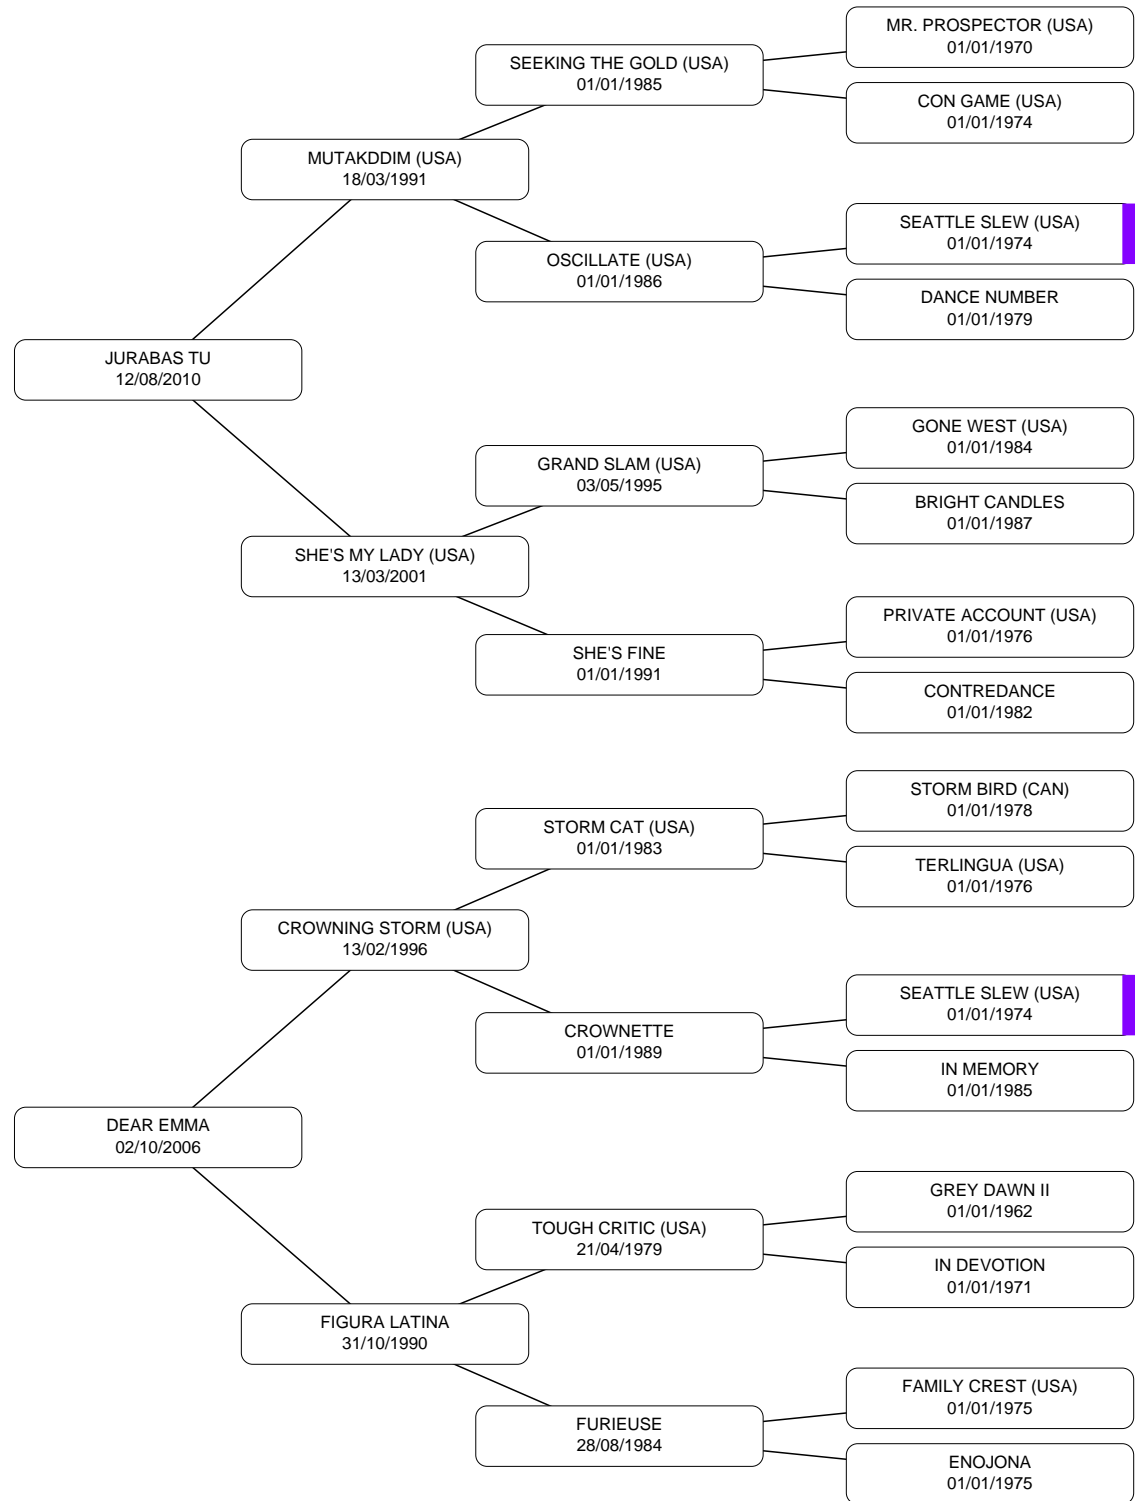 MR. PROSPECTOR (USA)
01/01/1970
SEEKING THE GOLD (USA)
01/01/1985
CON GAME (USA)
01/01/1974
MUTAKDDIM (USA)
18/03/1991
SEATTLE SLEW (USA)
01/01/1974
OSCILLATE (USA)
01/01/1986
DANCE NUMBER
01/01/1979
JURABAS TU
12/08/2010
GONE WEST (USA)
01/01/1984
GRAND SLAM (USA)
03/05/1995
BRIGHT CANDLES
01/01/1987
SHE'S MY LADY (USA)
13/03/2001
PRIVATE ACCOUNT (USA)
01/01/1976
SHE'S FINE
01/01/1991
CONTREDANCE
01/01/1982
STORM BIRD (CAN)
01/01/1978
STORM CAT (USA)
01/01/1983
TERLINGUA (USA)
01/01/1976
CROWNING STORM (USA)
13/02/1996
SEATTLE SLEW (USA)
01/01/1974
CROWNETTE
01/01/1989
IN MEMORY
01/01/1985
DEAR EMMA
02/10/2006
GREY DAWN II
01/01/1962
TOUGH CRITIC (USA)
21/04/1979
IN DEVOTION
01/01/1971
FIGURA LATINA
31/10/1990
FAMILY CREST (USA)
01/01/1975
FURIEUSE
28/08/1984
ENOJONA
01/01/1975